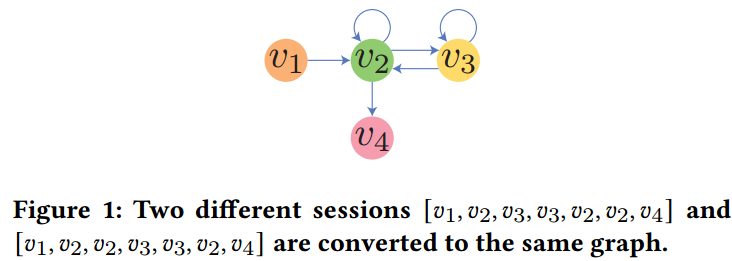 v1 v2 v3
v4
Figure 1: Two different sessions [v1, v2, v3, v3, v2, v2, v4] and
[v1, v2, v2, v3, v3, v2, v4] are converted to the same graph.